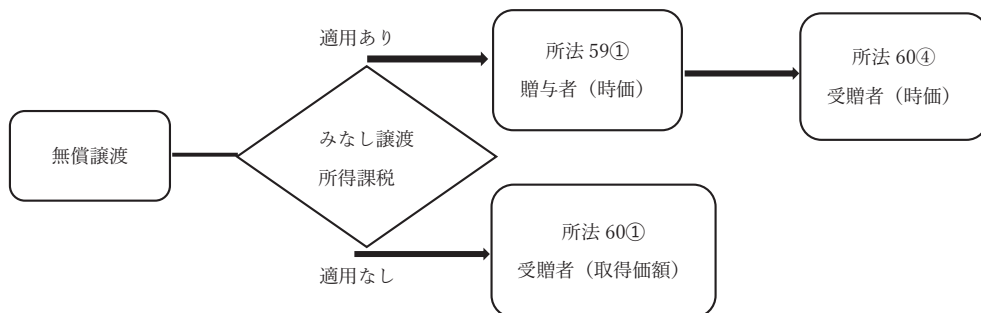 無償譲渡
みなし譲渡
所得課税
適用あり
所法 59①
贈与者（時価）
所法 60④
受贈者（時価）
適用なし
所法 60①
受贈者（取得価額）